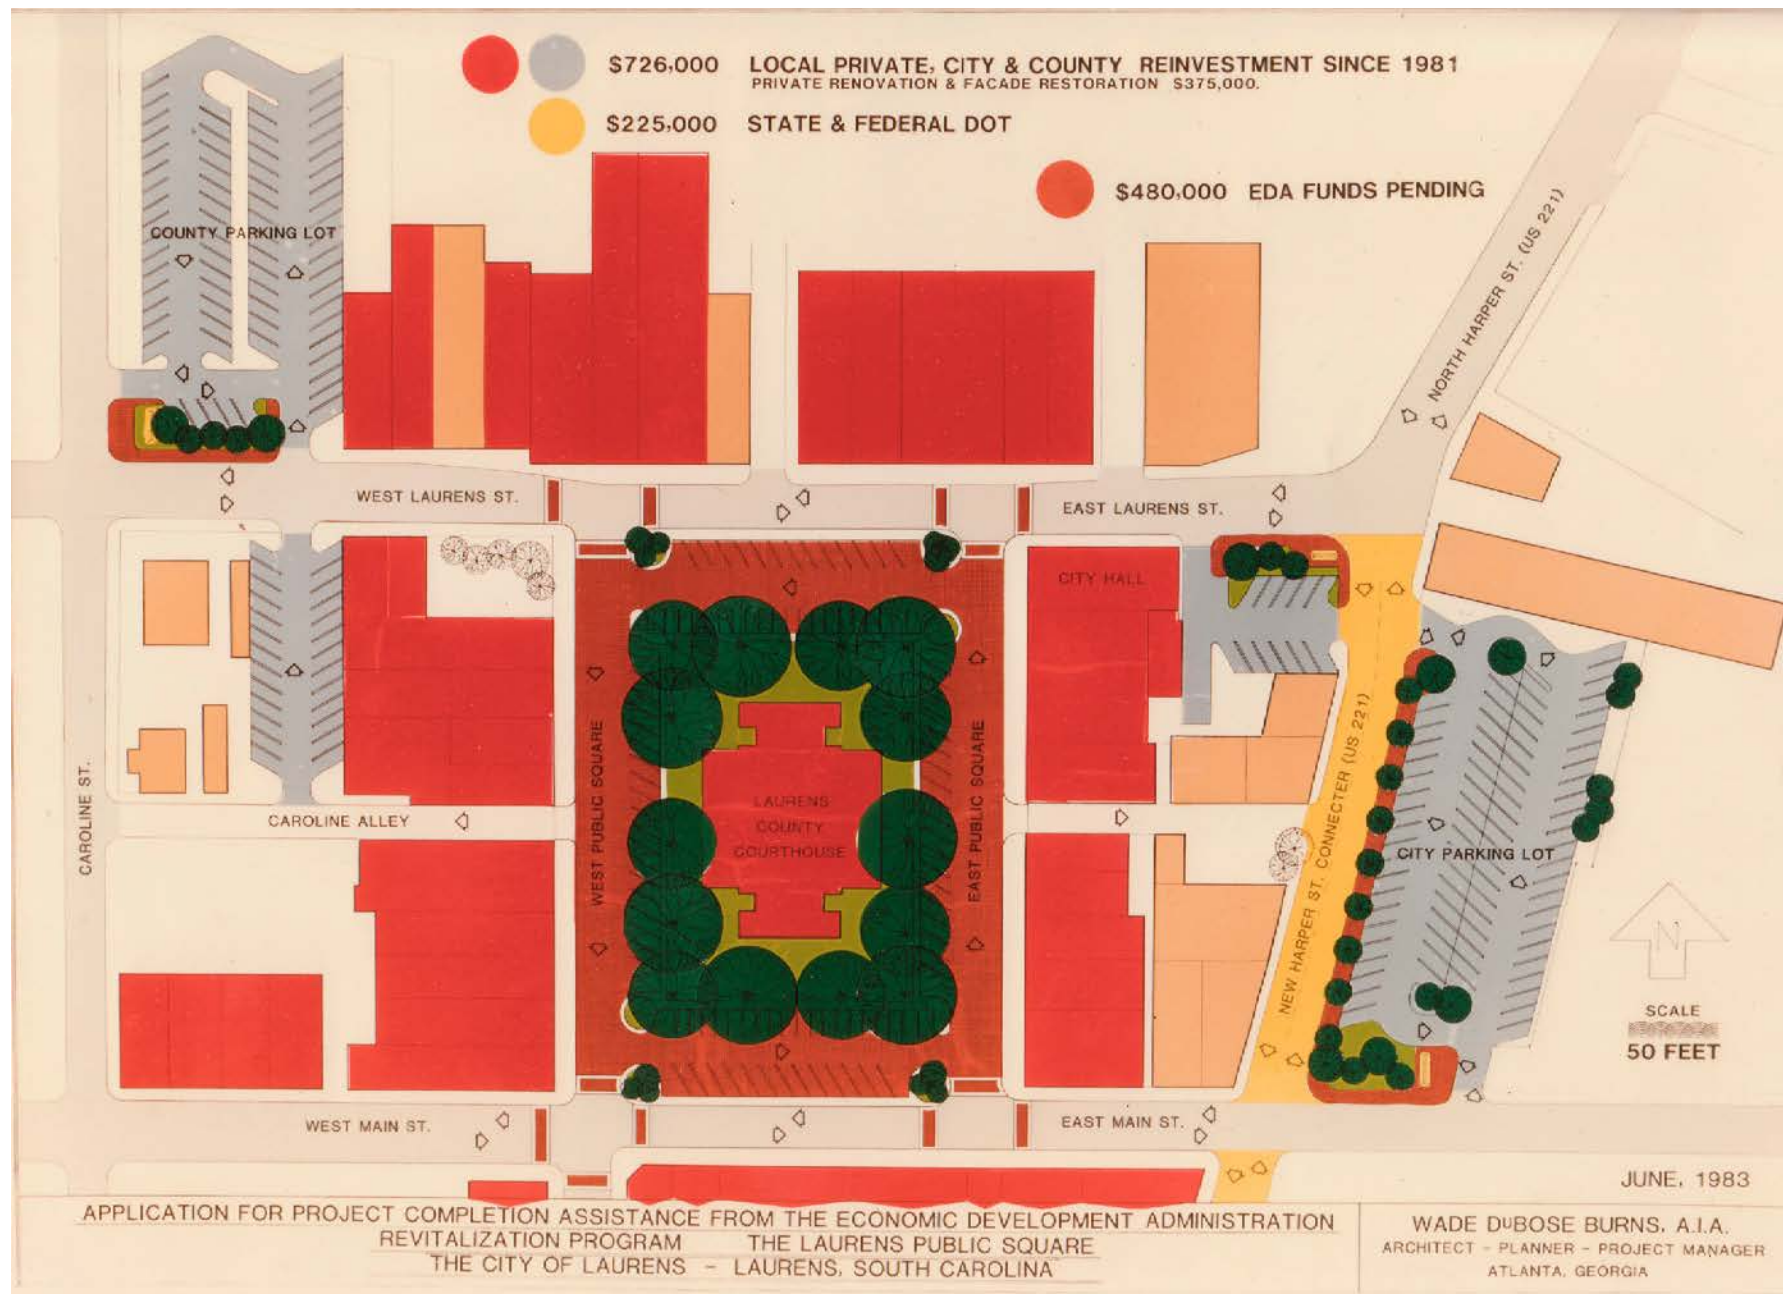 $726,000 LOCAL PRIVATE, CITY & COUNTY REINVESTMENT SINCE 1981
PRIVATE RENOVATION & FACADE RESTORATION $375,000.
$225,000 STATE & FEDERAL DOT
$480,000 EDA FUNDS PENDING
COUNTY PARKING LOT
NORTH HARPER ST. (US 221)
WEST LAURENS ST.
EAST LAURENS ST.
CITY HALL
CAROLINE ST.
CAROLINE ALLEY
WEST PUBLIC SQUARE
LAURENS
COUNTY
COURTHOUSE
EAST PUBLIC SQUARE
NEW HARPER ST. CONNECTER (US 221)
CITY PARKING LOT
N
SCALE
50 FEET
WEST MAIN ST.
EAST MAIN ST.
JUNE, 1983
APPLICATION FOR PROJECT COMPLETION ASSISTANCE FROM THE ECONOMIC DEVELOPMENT ADMINISTRATION
REVITALIZATION PROGRAM THE LAURENS PUBLIC SQUARE
THE CITY OF LAURENS - LAURENS, SOUTH CAROLINA
WADE DUBOSE BURNS, A.I.A.
ARCHITECT - PLANNER - PROJECT MANAGER
ATLANTA, GEORGIA